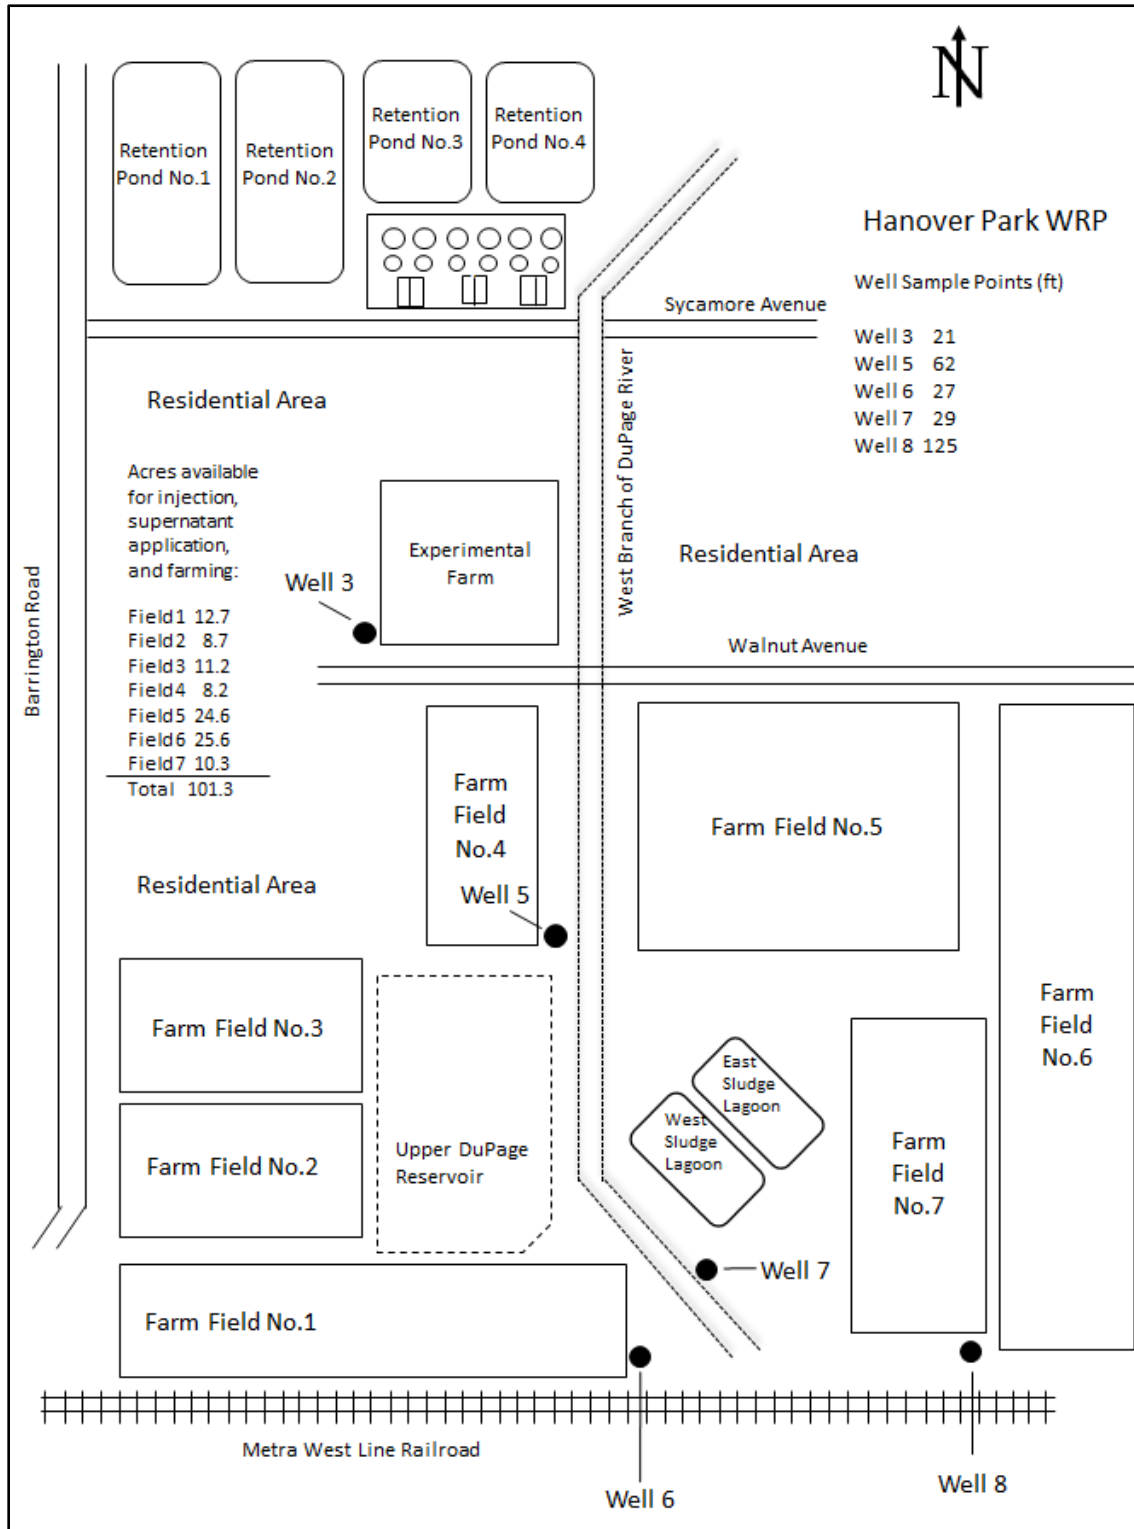 N
Retention
Pond No.1
Retention
Pond No.2
Retention
Pond No.3
Retention
Pond No.4
Hanover Park WRP
Well Sample Points (ft)
Well 3 21
Well 5 62
Well 6 27
Well 7 29
Well 8 125
Sycamore Avenue
Residential Area
West Branch of DuPage River
Acres available
for injection,
supernatant
application,
and farming:
Field1 12.7
Field2 8.7
Field3 11.2
Field4 8.2
Field5 24.6
Field6 25.6
Field7 10.3
Total 101.3
Barrington Road
Experimental
Farm
Well 3
Residential Area
Walnut Avenue
Farm
Field
No.4
Well 5
Farm Field No.5
Residential Area
Farm Field No.3
Farm
Field
No.6
East
Sludge
Lagoon
West
Sludge
Lagoon
Farm Field No.2
Upper DuPage
Reservoir
Farm
Field
No.7
Well 7
Farm Field No.1
Metra West Line Railroad
Well 6
Well 8